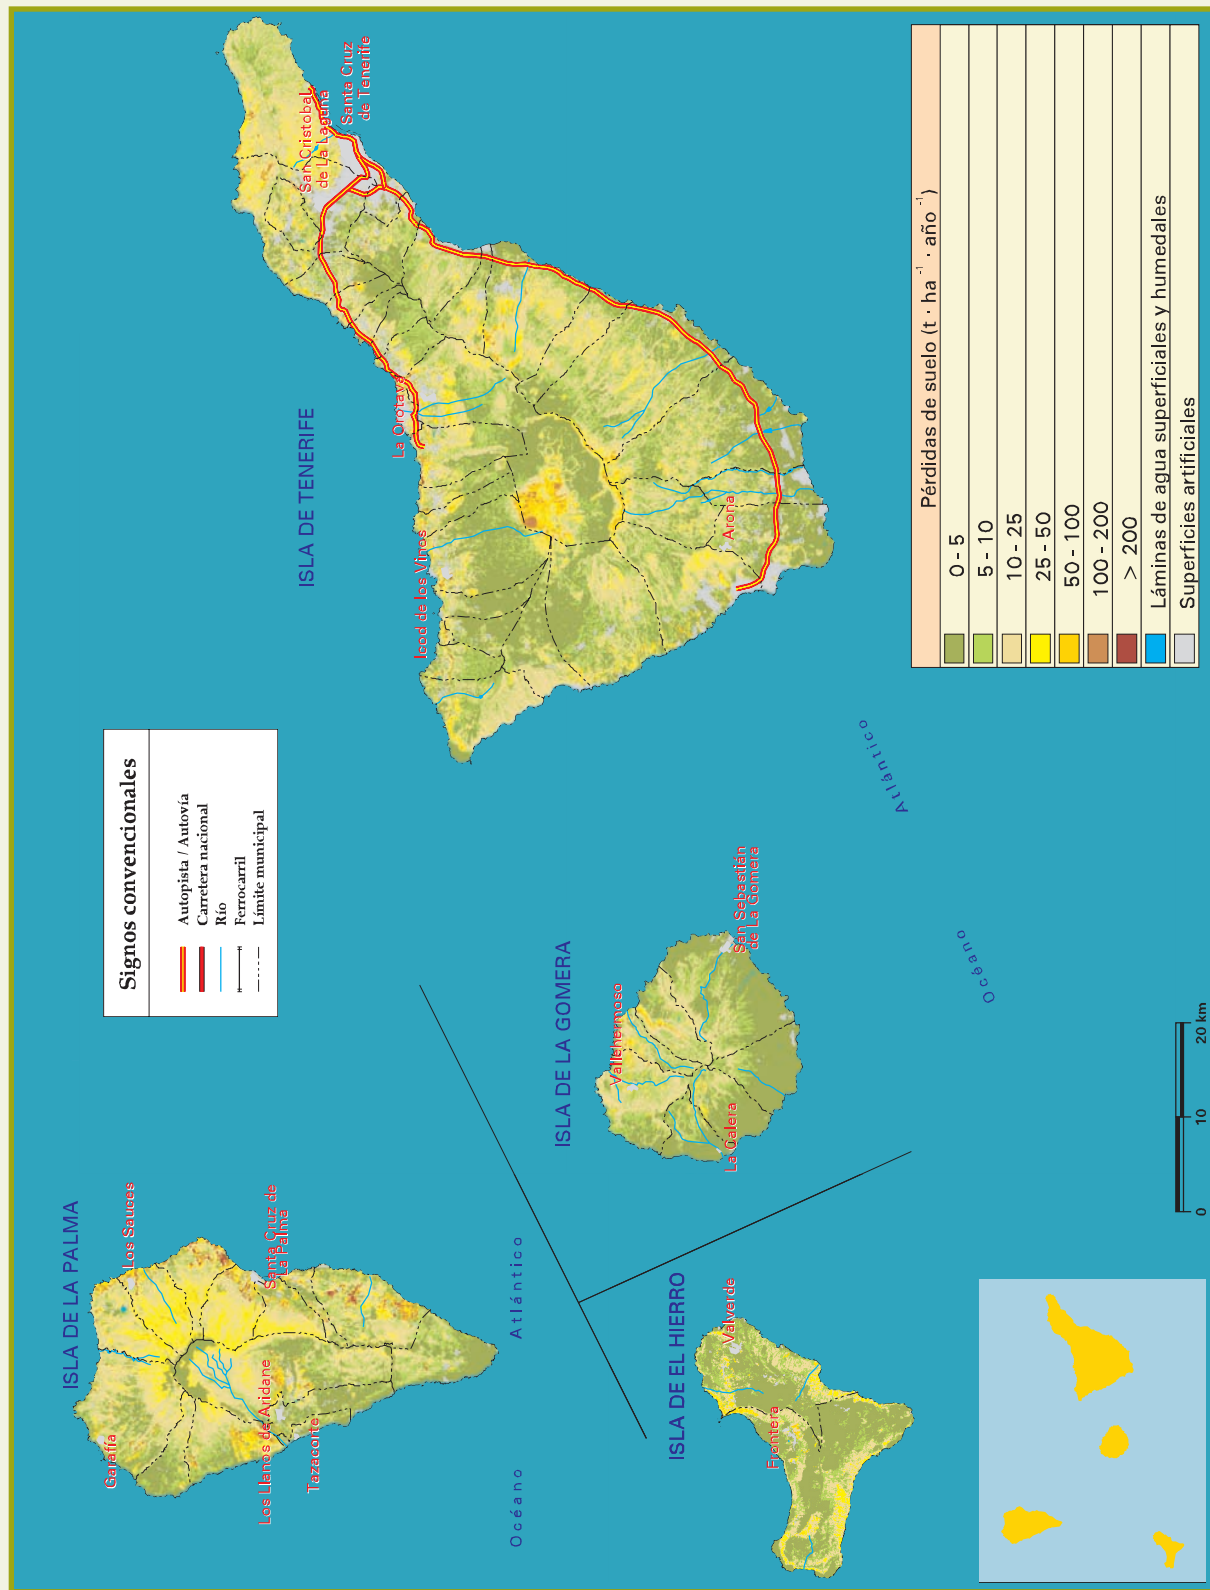 ISLA DE LA PALMA
Los Sauces
Garafía
Santa Cruz de
La Palma
Los Llanos de Aridane
Tazacorte
Océano Atlántico
Signos convencionales
Autopista / Autovía
Carretera nacional
Río
Ferrocarril
Límite municipal
ISLA DE TENERIFE
San Cristobal
de La Laguna
Santa Cruz
de Tenerife
La Orotava
Icod de los Vinos
Arona
ISLA DE LA GOMERA
Vallehermoso
San Sebastián
de La Gomera
La Calera
ISLA DE EL HIERRO
Valverde
Frontera
Océano Atlántico
Pérdidas de suelo (t · ha ⁻¹ · año ⁻¹)
0 - 5
5 - 10
10 - 25
25 - 50
50 - 100
100 - 200
> 200
Láminas de agua superficiales y humedales
Superficies artificiales
0 10 20 km